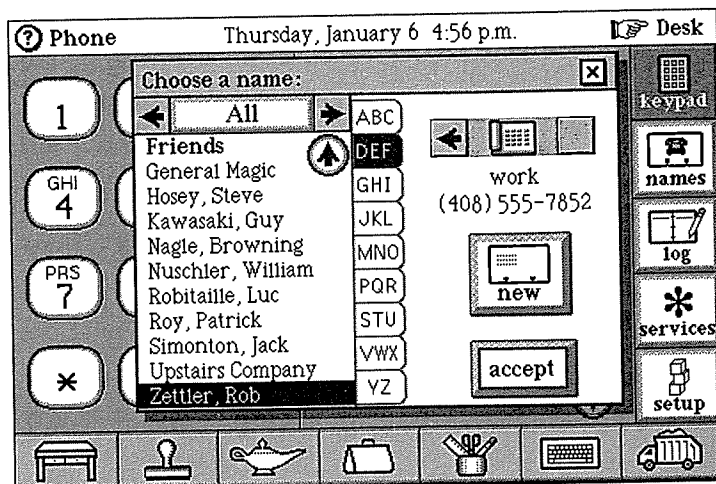 ? Phone
Thursday, January 6 4:56 p.m.
Desk
Choose a name:
All
Friends
General Magic
Hosey, Steve
Kawasaki, Guy
Nagle, Browning
Nuschler, William
Robitaille, Luc
Roy, Patrick
Simonton, Jack
Upstairs Company
Zettler, Rob
ABC
DEF
GHI
JKL
MNO
PQR
STU
VWX
YZ
work
(408) 555-7852
new
accept
1
GHI
4
PRS
7
*
keypad
names
log
services
setup